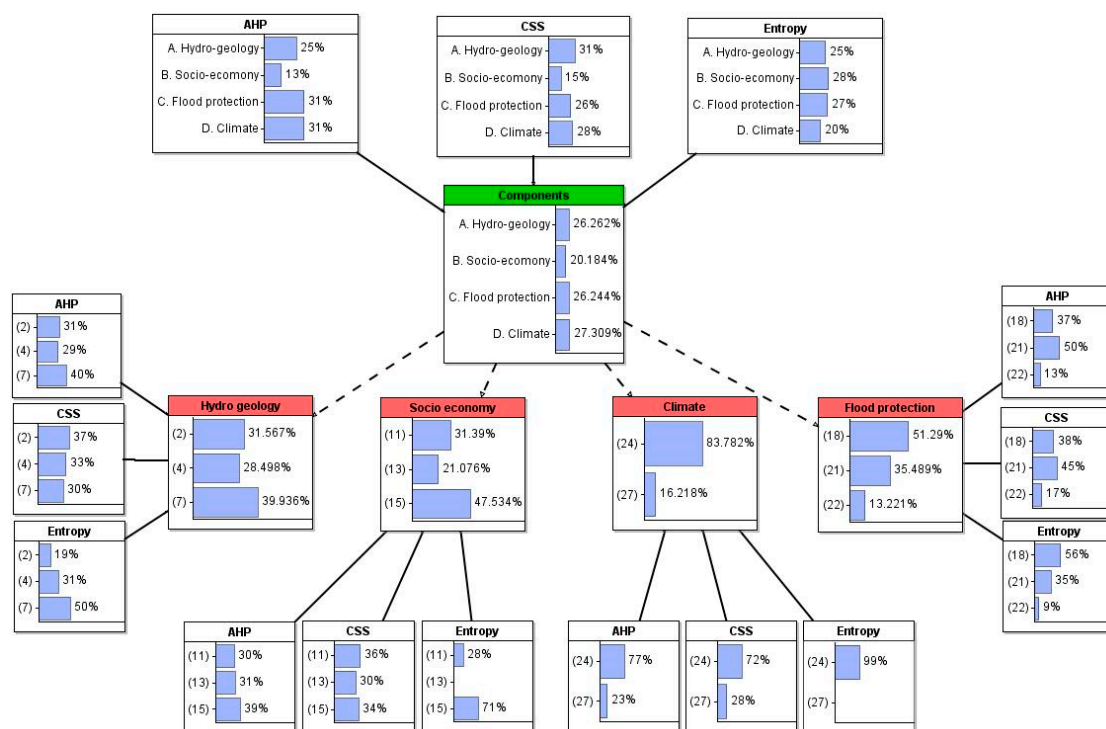 AHP
A. Hydro-geology 25%
B. Socio-ecomony 13%
C. Flood protection 31%
D. Climate 31%
CSS
A. Hydro-geology 31%
B. Socio-ecomony 15%
C. Flood protection 26%
D. Climate 28%
Entropy
A. Hydro-geology 25%
B. Socio-ecomony 28%
C. Flood protection 27%
D. Climate 20%
Components
A. Hydro-geology 26.262%
B. Socio-ecomony 20.184%
C. Flood protection 26.244%
D. Climate 27.309%
AHP
(2) 31%
(4) 29%
(7) 40%
CSS
(2) 37%
(4) 33%
(7) 30%
Entropy
(2) 19%
(4) 31%
(7) 50%
Hydro geology
(2) 31.567%
(4) 28.498%
(7) 39.936%
Socio economy
(11) 31.39%
(13) 21.076%
(15) 47.534%
Climate
(24) 83.782%
(27) 16.218%
Flood protection
(18) 51.29%
(21) 35.489%
(22) 13.221%
AHP
(18) 37%
(21) 50%
(22) 13%
CSS
(18) 38%
(21) 45%
(22) 17%
Entropy
(18) 56%
(21) 35%
(22) 9%
AHP
(11) 30%
(13) 31%
(15) 39%
CSS
(11) 36%
(13) 30%
(15) 34%
Entropy
(11) 28%
(13)
(15) 71%
AHP
(24) 77%
(27) 23%
CSS
(24) 72%
(27) 28%
Entropy
(24) 99%
(27)